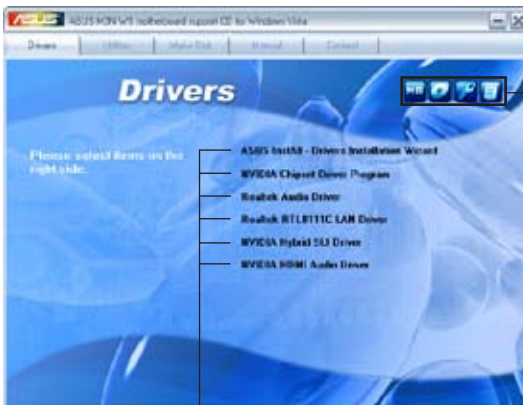 ASUS
ASUS M3N WS motherboard support CD for Windows Vista
Drivers
Utilities
Make Disk
Manual
Contact
Drivers
Please select items on the
right side.
ASUS InstAll - Drivers Installation Wizard
NVIDIA Chipset Driver Program
Realtek Audio Driver
Realtek RTL8111C LAN Driver
NVIDIA Hybrid SLI Driver
NVIDIA HDMI Audio Driver